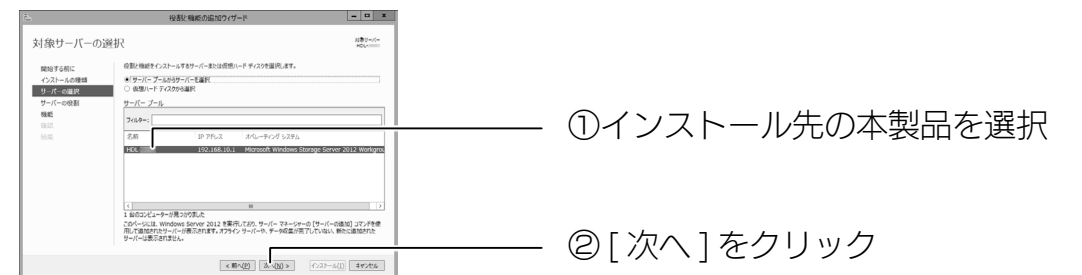 役割と機能の追加ウィザード
対象サーバーの選択
対象サーバー
開始する前に
インストールの種類
サーバーの選択
サーバーの役割
機能
確認
結果
役割と機能をインストールするサーバーまたは仮想ハード ディスクを選択します。
サーバー プールからサーバーを選択
仮想ハード ディスクから選択
サーバー プール
フィルター:
名前 IP アドレス オペレーティング システム
HDL 192.168.10.1 Microsoft Windows Storage Server 2012 Workgrou
1 台のコンピューターが見つかりました
このページには、Windows Server 2012 を実行しており、サーバー マネージャーの [サーバーの追加] コマンドを使
用して追加されたサーバーが表示されます。オフライン サーバーや、データ収集が完了していない、新たに追加された
サーバーは表示されません。
< 前へ(P) 次へ(N) > インストール(I) キャンセル
①インストール先の本製品を選択
②[ 次へ ] をクリック